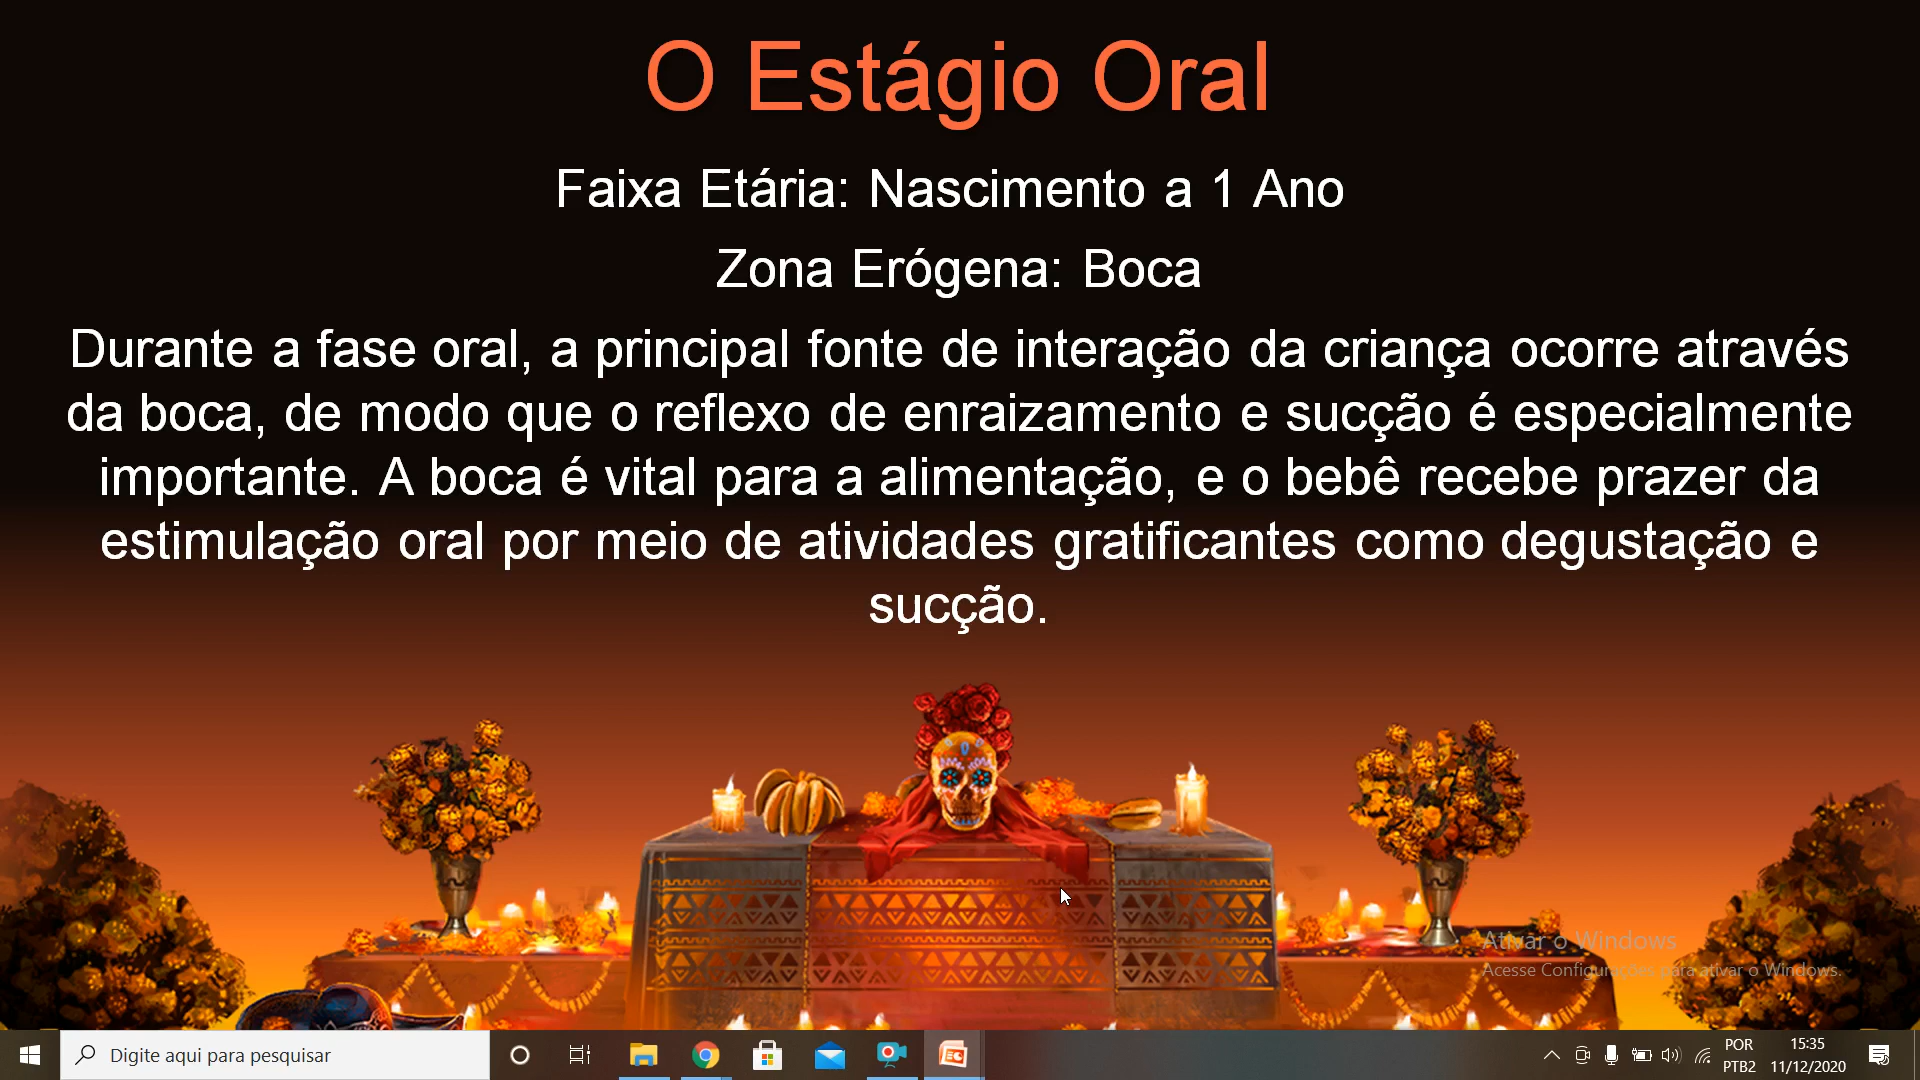 O Estágio Oral
Faixa Etária: Nascimento a 1 Ano
Zona Erógena: Boca
Durante a fase oral, a principal fonte de interação da criança ocorre através
da boca, de modo que o reflexo de enraizamento e sucção é especialmente
importante. A boca é vital para a alimentação, e o bebê recebe prazer da
estimulação oral por meio de atividades gratificantes como degustação e
sucção.
Ativar o Windows
Acesse Configurações para ativar o Windows.
Digite aqui para pesquisar
POR
PTB2
15:35
11/12/2020